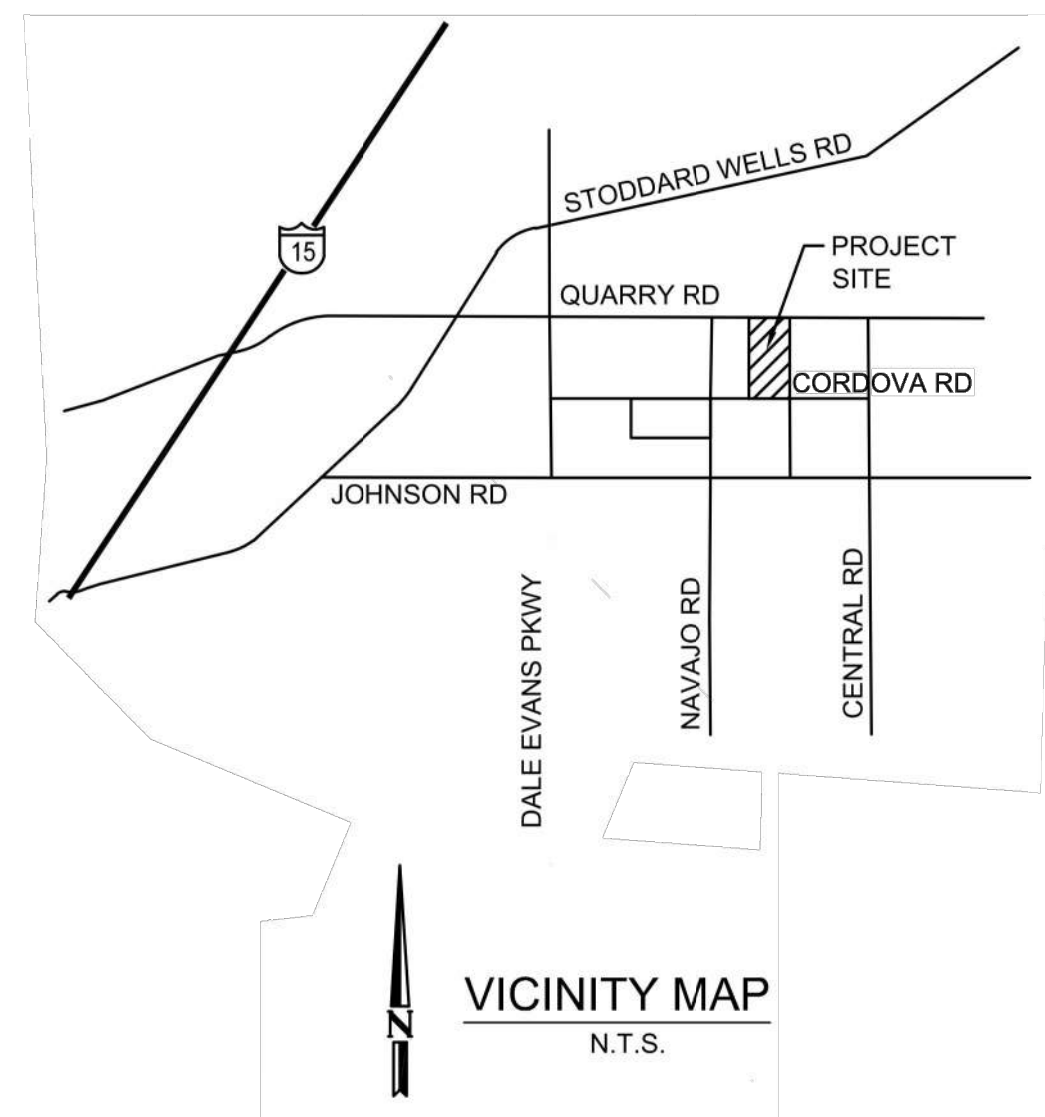 STODDARD WELLS RD
15
PROJECT
SITE
QUARRY RD
CORDOVA RD
JOHNSON RD
DALE EVANS PKWY
NAVAJO RD
CENTRAL RD
N
VICINITY MAP
N.T.S.